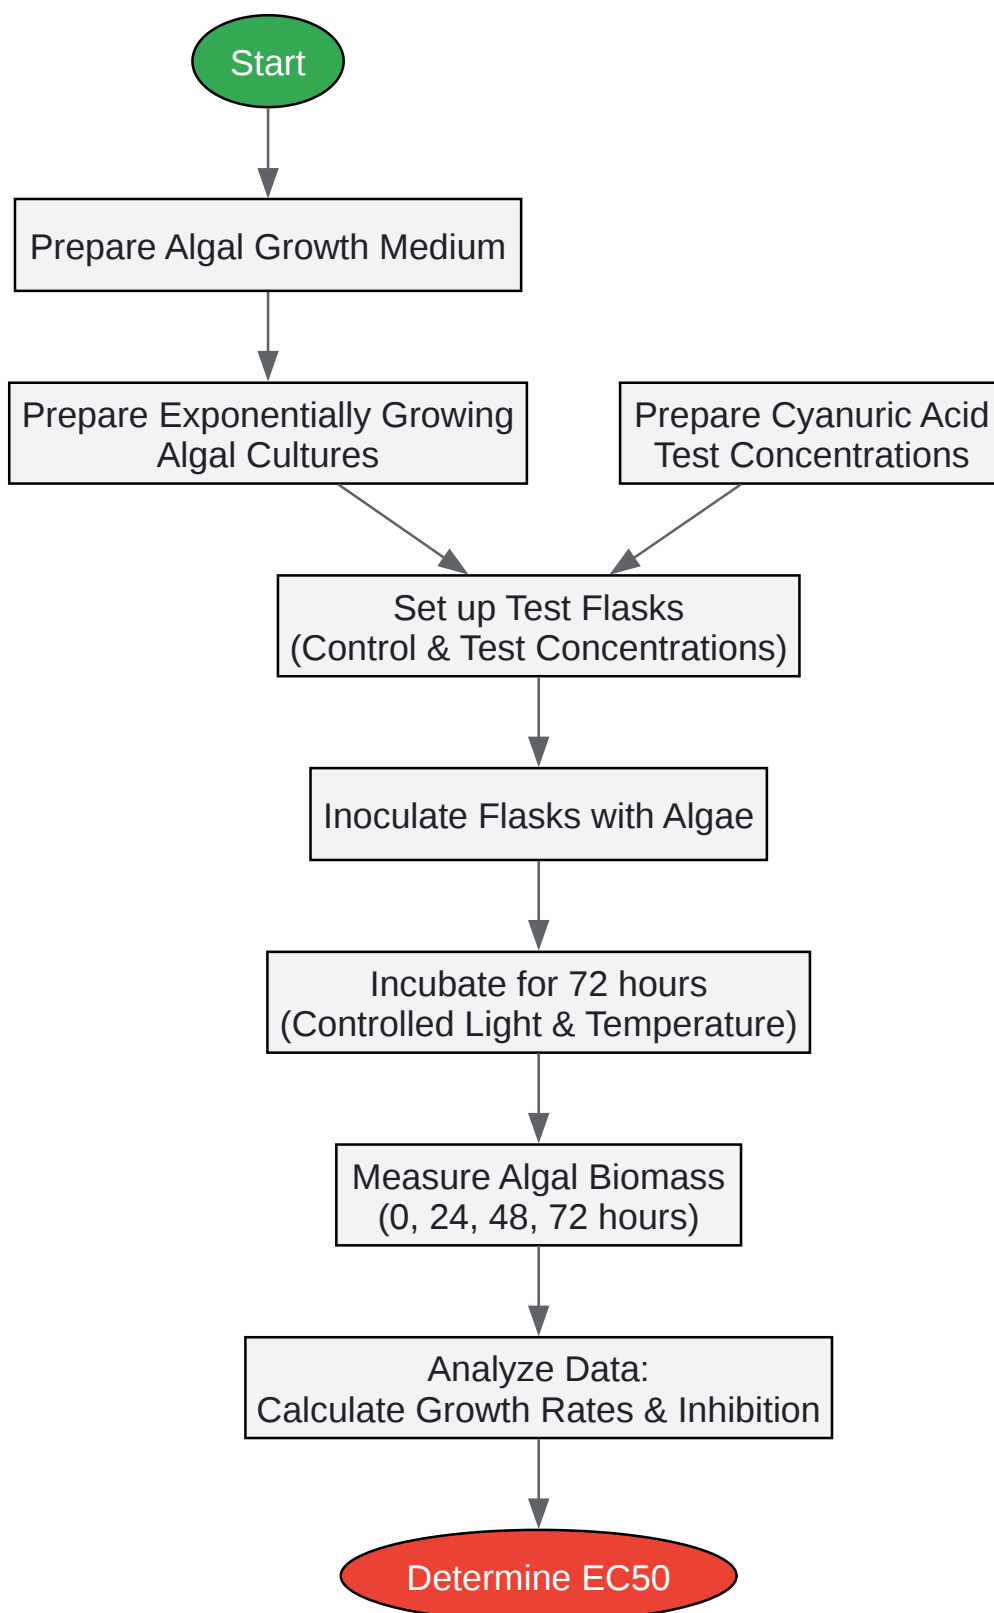 Start
Prepare Algal Growth Medium
Prepare Exponentially Growing
Algal Cultures
Prepare Cyanuric Acid
Test Concentrations
Set up Test Flasks
(Control & Test Concentrations)
Inoculate Flasks with Algae
Incubate for 72 hours
(Controlled Light & Temperature)
Measure Algal Biomass
(0, 24, 48, 72 hours)
Analyze Data:
Calculate Growth Rates & Inhibition
Determine EC50